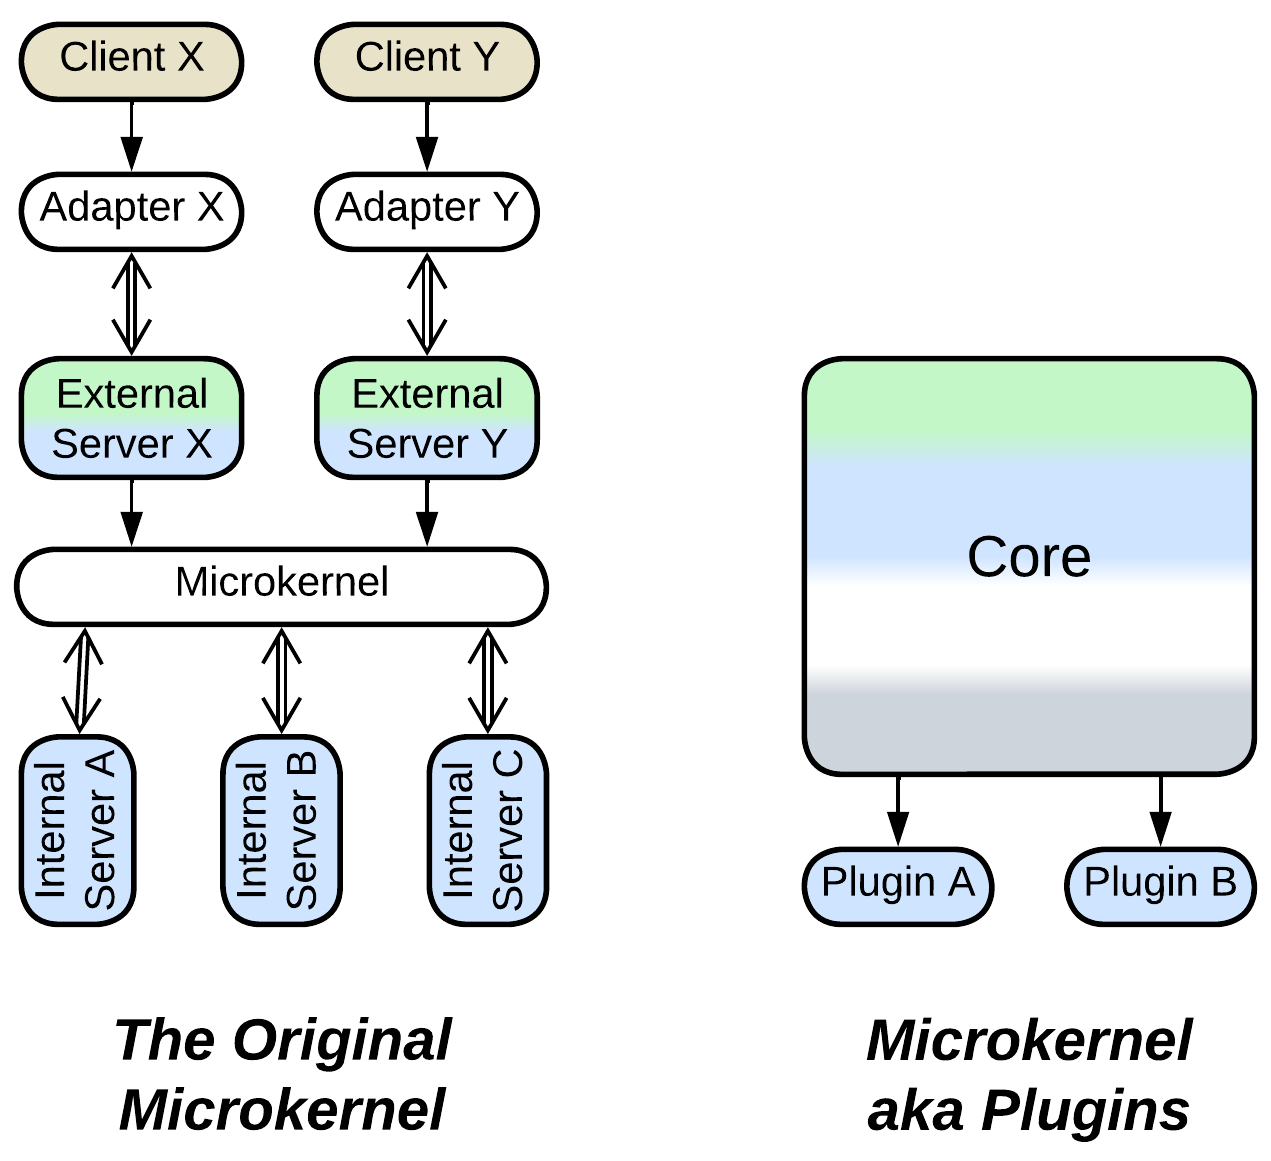 Client X
Client Y
Adapter X
Adapter Y
External
Server X
External
Server Y
Microkernel
Internal
Server A
Internal
Server B
Internal
Server C
The Original
Microkernel
Core
Plugin A
Plugin B
Microkernel
aka Plugins